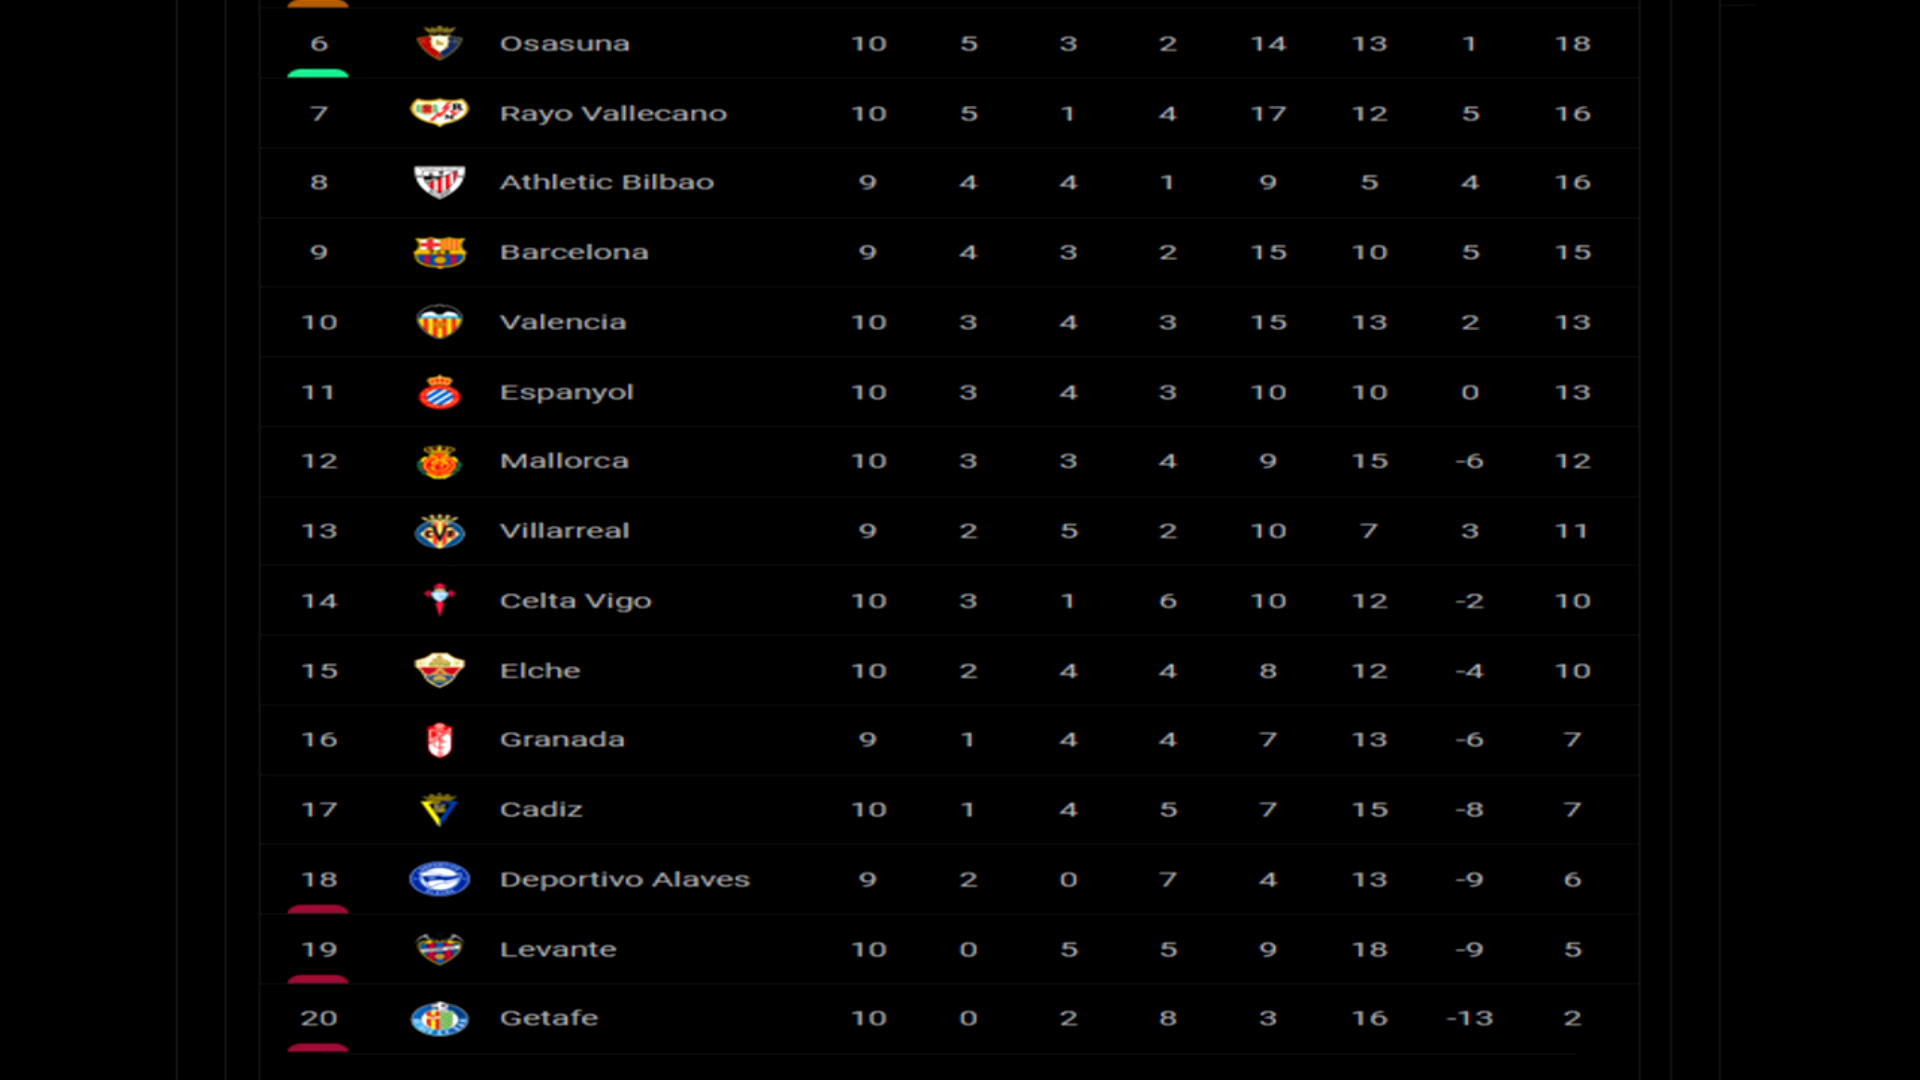 6 Osasuna 10 5 3 2 14 13 1 18
7 Rayo Vallecano 10 5 1 4 17 12 5 16
8 Athletic Bilbao 9 4 4 1 9 5 4 16
9 Barcelona 9 4 3 2 15 10 5 15
10 Valencia 10 3 4 3 15 13 2 13
11 Espanyol 10 3 4 3 10 10 0 13
12 Mallorca 10 3 3 4 9 15 -6 12
13 Villarreal 9 2 5 2 10 7 3 11
14 Celta Vigo 10 3 1 6 10 12 -2 10
15 Elche 10 2 4 4 8 12 -4 10
16 Granada 9 1 4 4 7 13 -6 7
17 Cadiz 10 1 4 5 7 15 -8 7
18 Deportivo Alaves 9 2 0 7 4 13 -9 6
19 Levante 10 0 5 5 9 18 -9 5
20 Getafe 10 0 2 8 3 16 -13 2